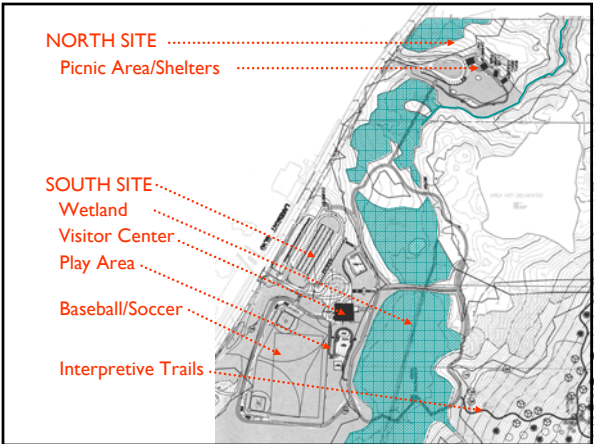 NORTH SITE
Picnic Area/Shelters
SOUTH SITE
Wetland
Visitor Center
Play Area
Baseball/Soccer
Interpretive Trails